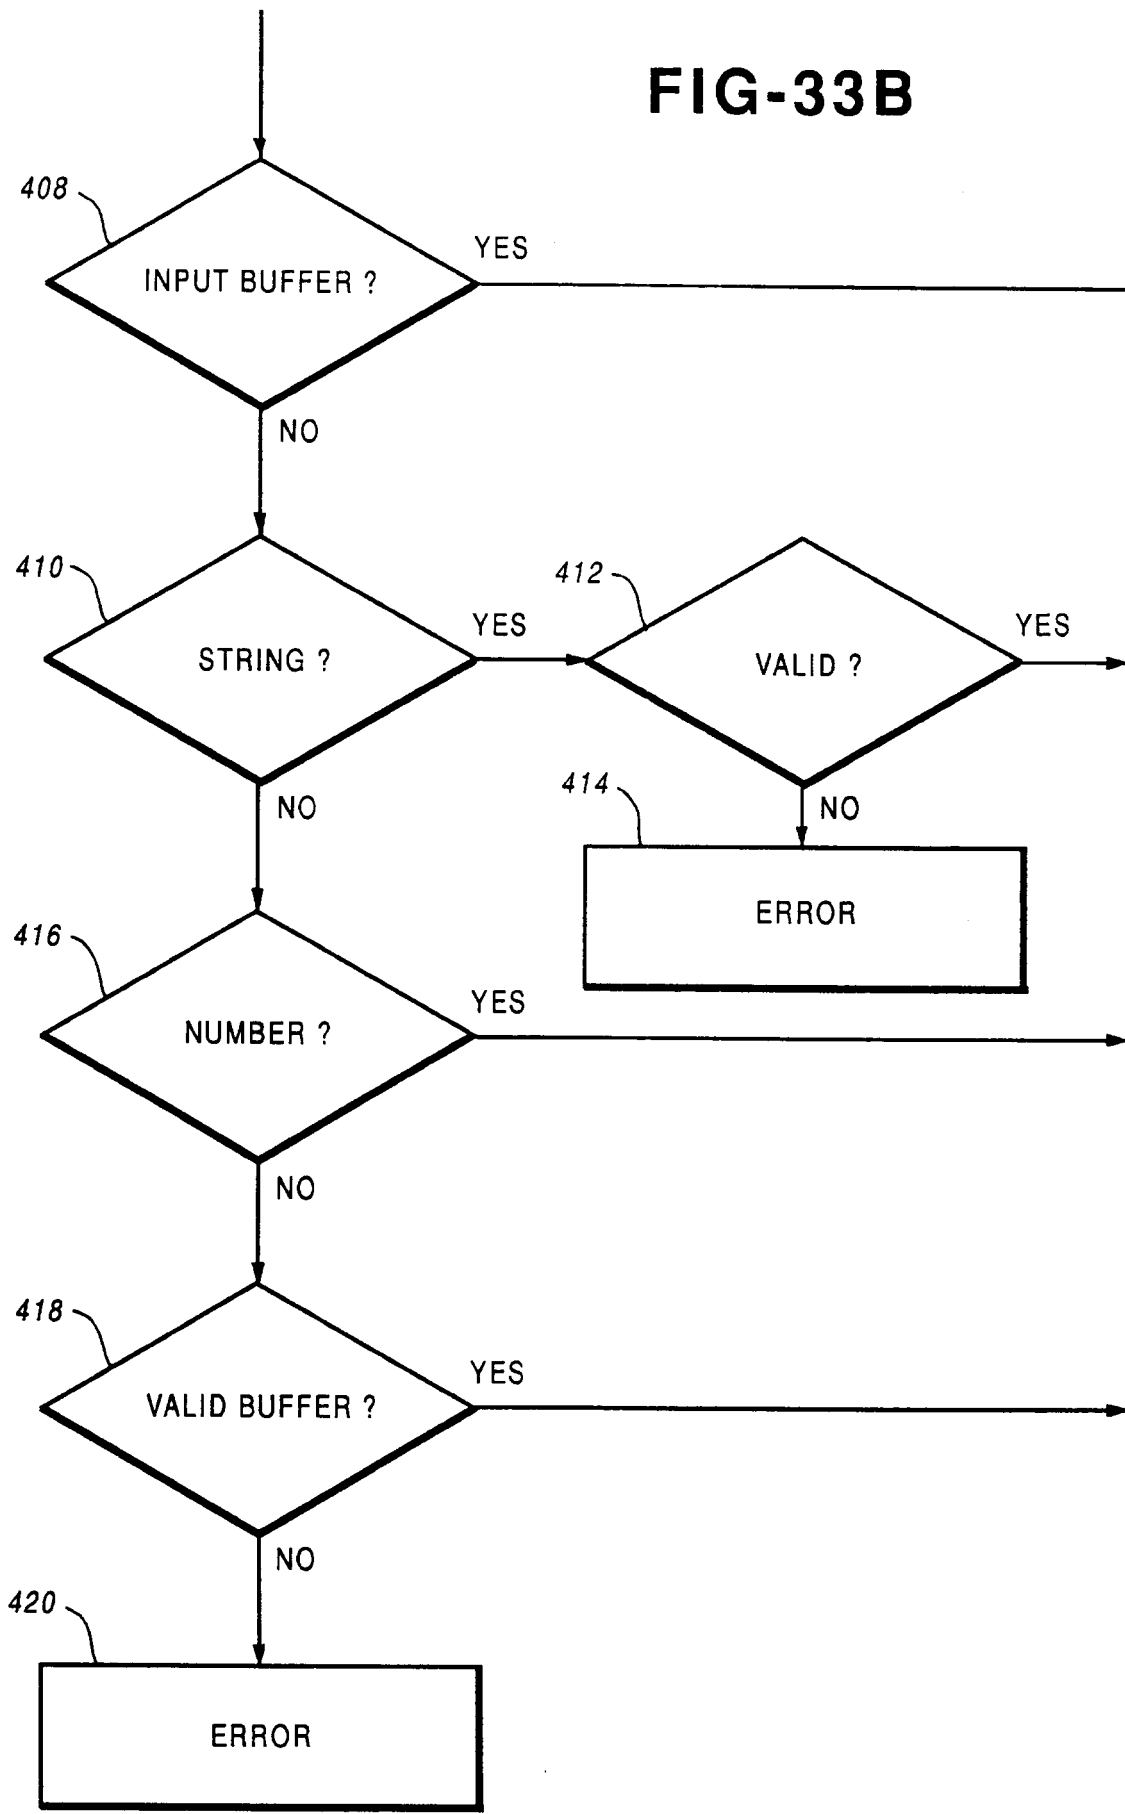 FIG-33B
408
INPUT BUFFER ?
YES
NO
410
STRING ?
YES
412
VALID ?
YES
NO
414
ERROR
NO
416
NUMBER ?
YES
NO
418
VALID BUFFER ?
YES
NO
420
ERROR